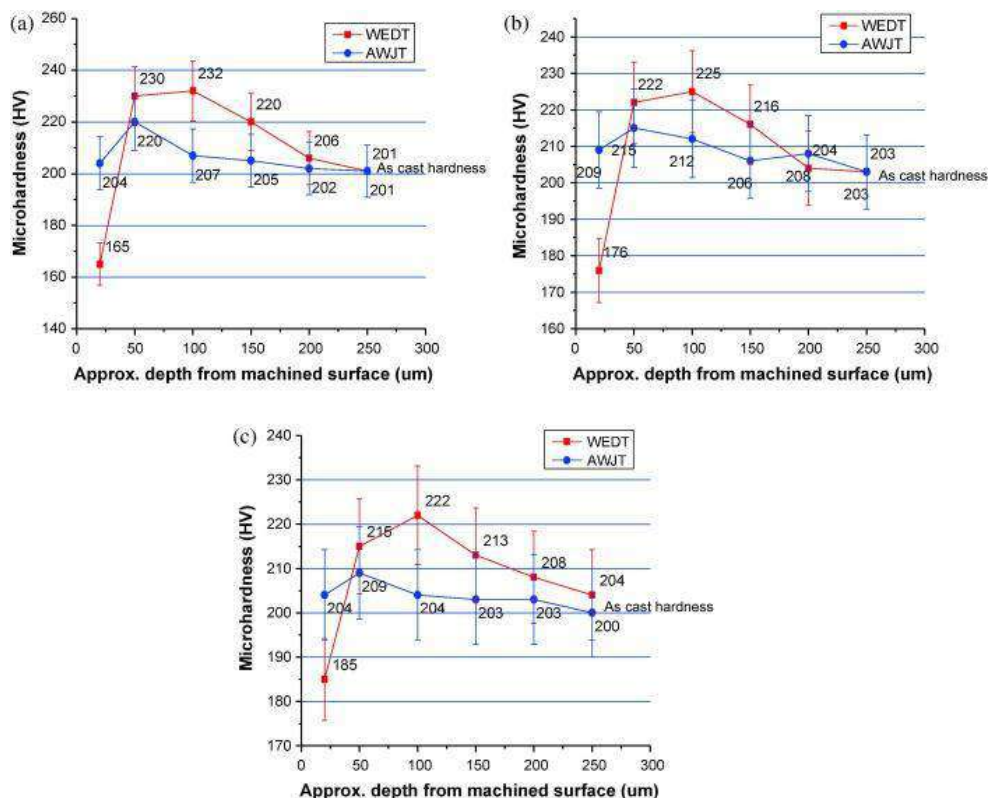 (a)
Microhardness (HV)
260
240
220
200
180
160
140
WEDT
AWJT
230
232
220
206
201
As cast hardness
220
204
207
205
202
201
165
0 50 100 150 200 250 300
Approx. depth from machined surface (um)
(b)
Microhardness (HV)
240
230
220
210
200
190
180
170
160
WEDT
AWJT
222
225
216
204
203
As cast hardness
215
209
212
206
208
203
176
0 50 100 150 200 250 300
Approx. depth from machined surface (um)
(c)
Microhardness (HV)
240
230
220
210
200
190
180
170
WEDT
AWJT
222
215
213
208
204
As cast hardness
209
204
204
203
203
200
185
0 50 100 150 200 250 300
Approx. depth from machined surface (um)